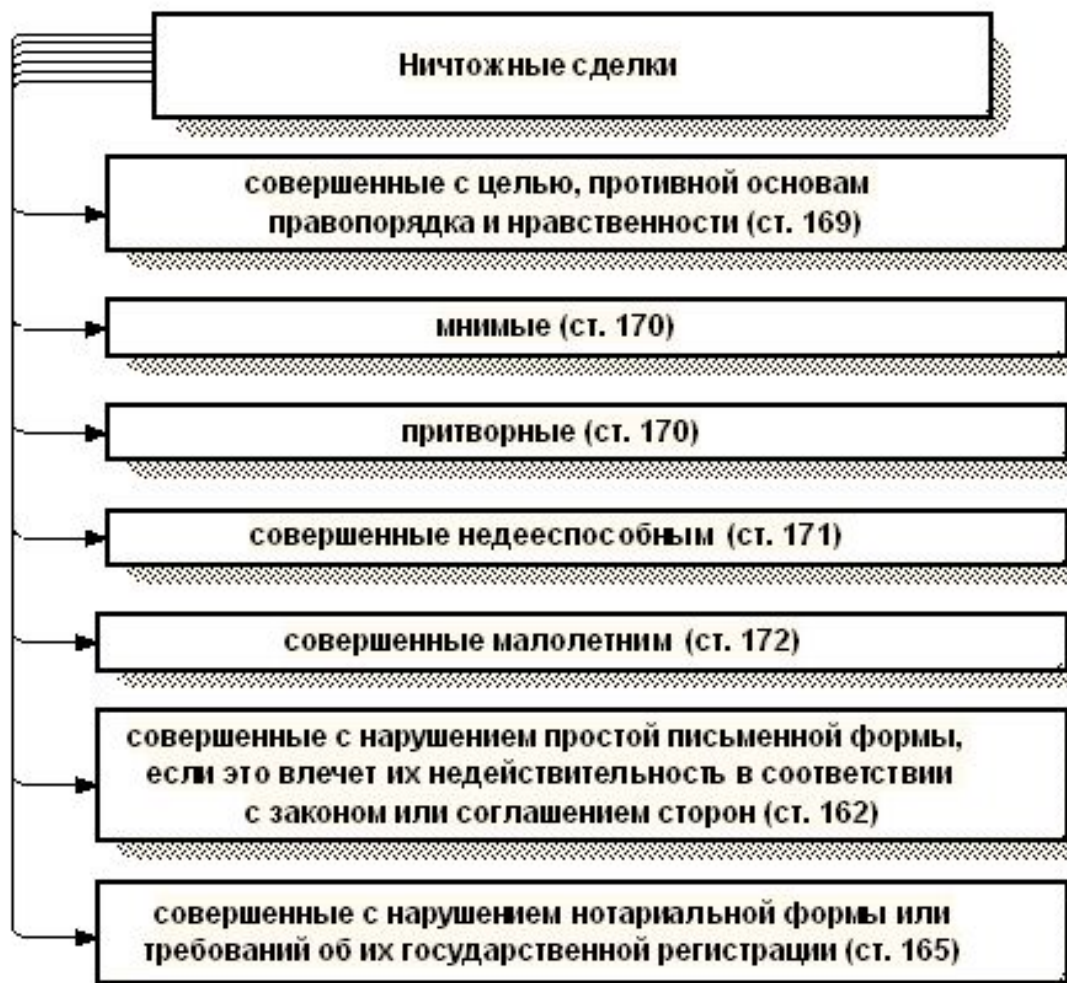 Ничтожные сделки
совершенные с целью, противной основам
правопорядка и нравственности (ст. 169)
мнимые (ст. 170)
притворные (ст. 170)
совершенные недееспособным (ст. 171)
совершенные малолетним (ст. 172)
совершенные с нарушением простой письменной формы,
если это влечет их недействительность в соответствии
с законом или соглашением сторон (ст. 162)
совершенные с нарушением нотариальной формы или
требований об их государственной регистрации (ст. 165)